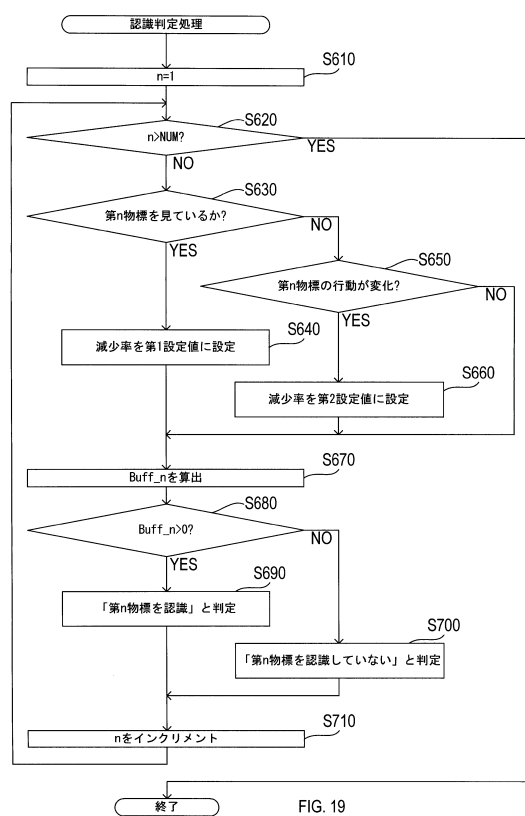 認識判定処理
n=1
S610
n>NUM?
S620
YES
NO
第n物標を見ているか?
S630
NO
YES
第n物標の行動が変化?
S650
NO
YES
減少率を第1設定値に設定
S640
減少率を第2設定値に設定
S660
Buff_nを算出
S670
Buff_n>0?
S680
NO
YES
「第n物標を認識」と判定
S690
「第n物標を認識していない」と判定
S700
nをインクリメント
S710
終了
FIG. 19